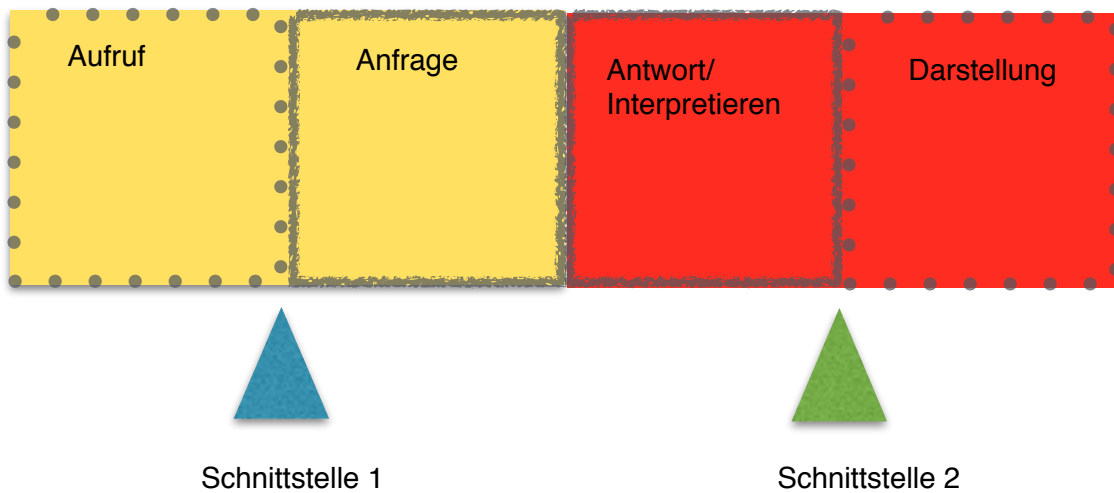 Aufruf
Anfrage
Antwort/
Interpretieren
Darstellung
Schnittstelle 1
Schnittstelle 2